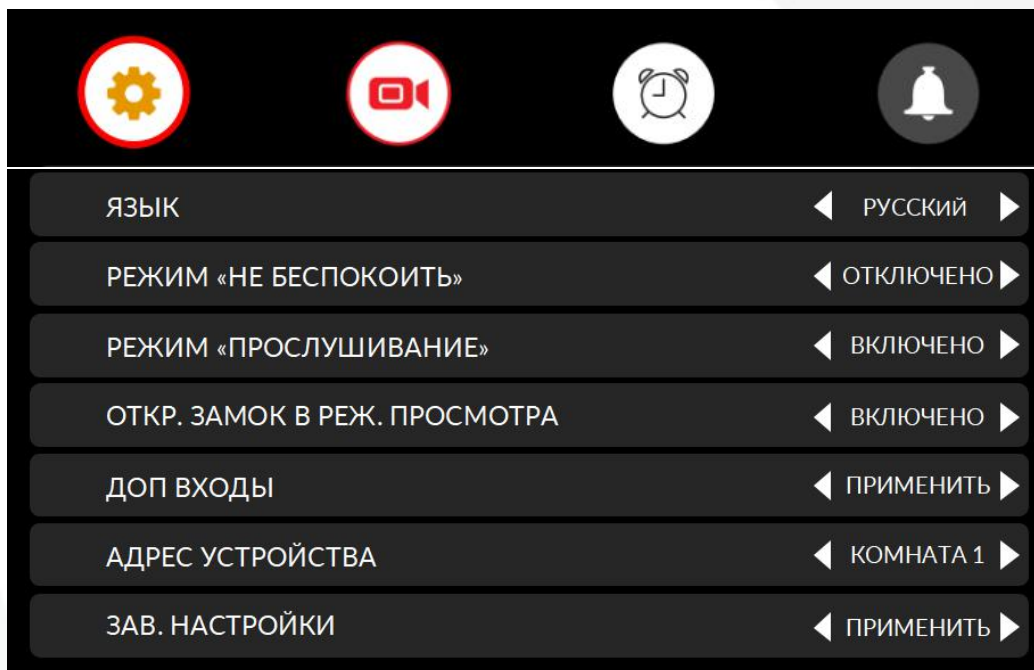 ЯЗЫК РУССКИЙ
РЕЖИМ «НЕ БЕСПОКОИТЬ» ОТКЛЮЧЕНО
РЕЖИМ «ПРОСЛУШИВАНИЕ» ВКЛЮЧЕНО
ОТКР. ЗАМОК В РЕЖ. ПРОСМОТРА ВКЛЮЧЕНО
ДОП ВХОДЫ ПРИМЕНИТЬ
АДРЕС УСТРОЙСТВА КОМНАТА 1
ЗАВ. НАСТРОЙКИ ПРИМЕНИТЬ